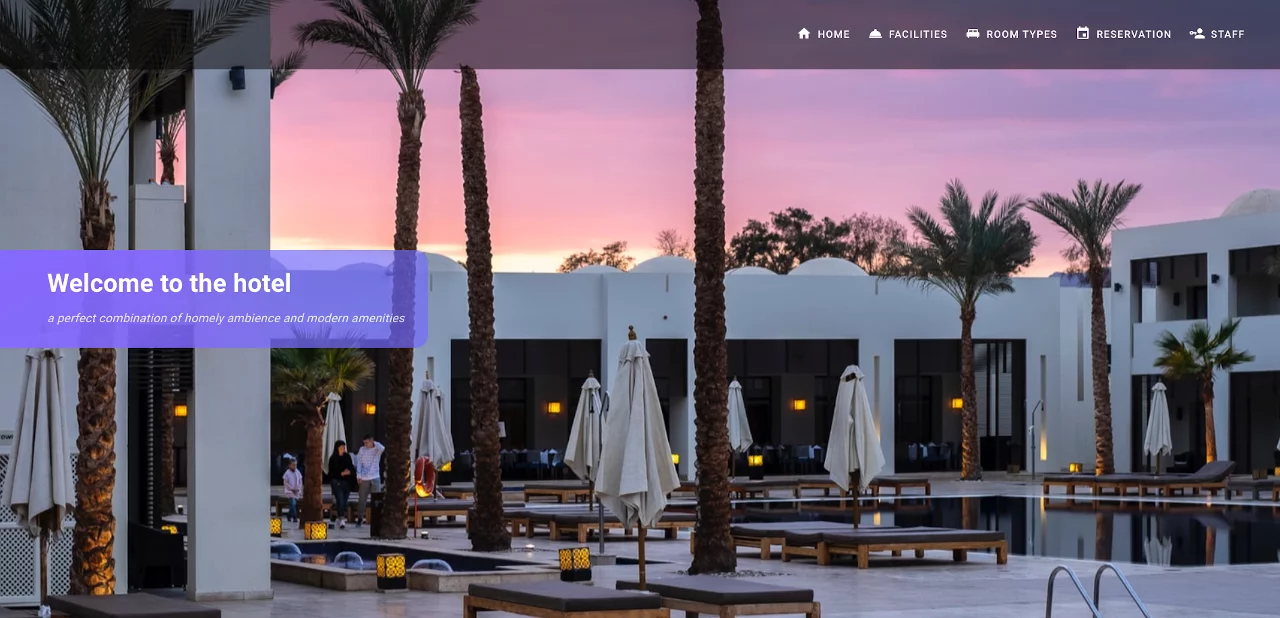 HOME FACILITIES ROOM TYPES RESERVATION STAFF
Welcome to the hotel
a perfect combination of homely ambience and modern amenities